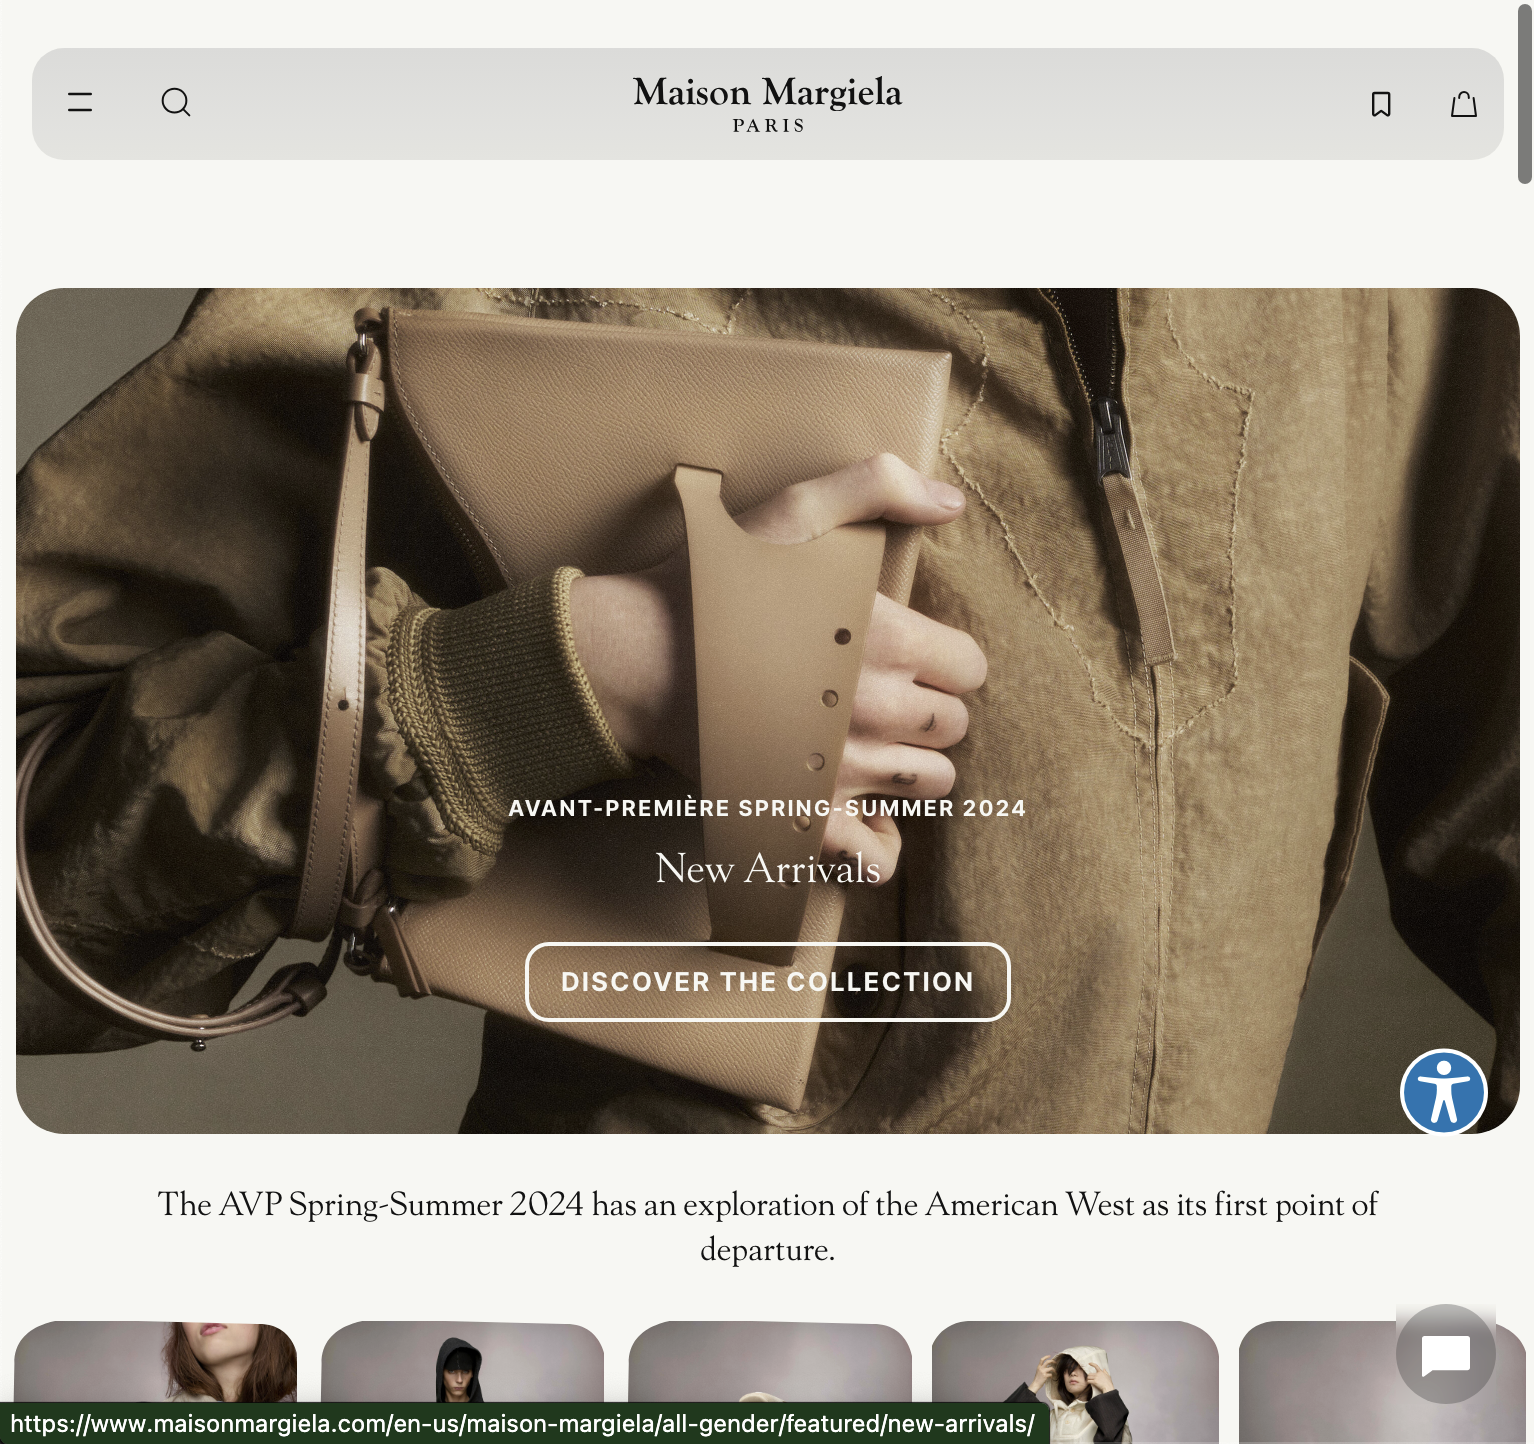 Maison Margiela
PARIS
AVANT-PREMIÈRE SPRING-SUMMER 2024
New Arrivals
DISCOVER THE COLLECTION
The AVP Spring-Summer 2024 has an exploration of the American West as its first point of
departure.
https://www.maisonmargiela.com/en-us/maison-margiela/all-gender/featured/new-arrivals/